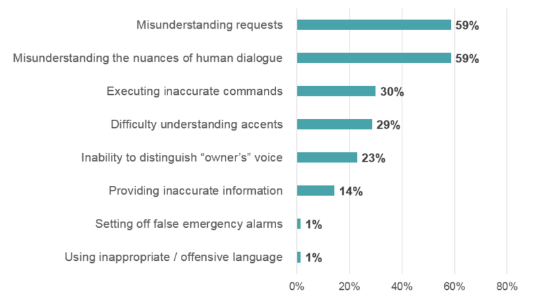 Misunderstanding requests 59%
Misunderstanding the nuances of human dialogue 59%
Executing inaccurate commands 30%
Difficulty understanding accents 29%
Inability to distinguish “owner’s” voice 23%
Providing inaccurate information 14%
Setting off false emergency alarms 1%
Using inappropriate / offensive language 1%
0% 20% 40% 60% 80%